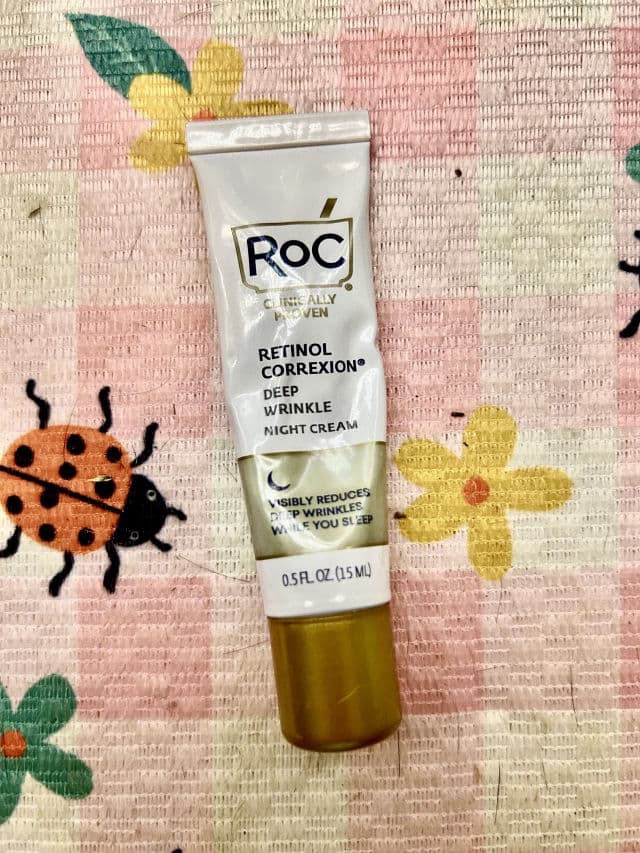 RoC
CLINICALLY
PROVEN
RETINOL
CORREXION®
DEEP
WRINKLE
NIGHT CREAM
VISIBLY REDUCES
DEEP WRINKLES
WHILE YOU SLEEP
0.5 FL. OZ. (15 ML)